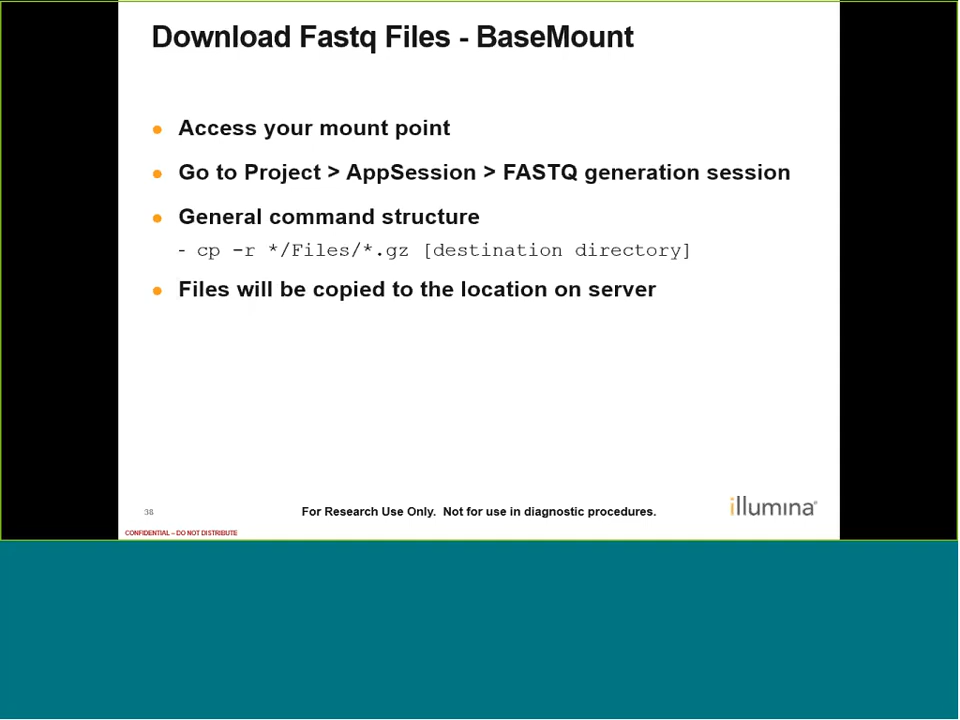 Download Fastq Files - BaseMount
Access your mount point
Go to Project > AppSession > FASTQ generation session
General command structure
- cp -r */Files/*.gz [destination directory]
Files will be copied to the location on server
38
For Research Use Only. Not for use in diagnostic procedures.
illumina®
CONFIDENTIAL – DO NOT DISTRIBUTE